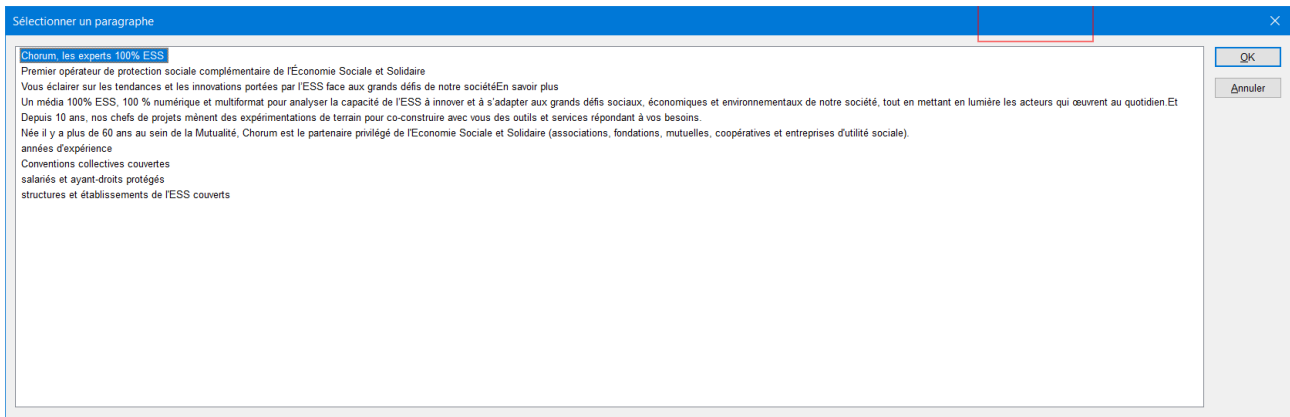 Sélectionner un paragraphe
Chorum, les experts 100% ESS
Premier opérateur de protection sociale complémentaire de l'Économie Sociale et Solidaire
Vous éclairer sur les tendances et les innovations portées par l'ESS face aux grands défis de notre sociétéEn savoir plus
Un média 100% ESS, 100 % numérique et multiformat pour analyser la capacité de l'ESS à innover et à s'adapter aux grands défis sociaux, économiques et environnementaux de notre société, tout en mettant en lumière les acteurs qui œuvrent au quotidien.Et
Depuis 10 ans, nos chefs de projets mènent des expérimentations de terrain pour co-construire avec vous des outils et services répondant à vos besoins.
Née il y a plus de 60 ans au sein de la Mutualité, Chorum est le partenaire privilégé de l'Economie Sociale et Solidaire (associations, fondations, mutuelles, coopératives et entreprises d'utilité sociale).
années d'expérience
Conventions collectives couvertes
salariés et ayant-droits protégés
structures et établissements de l'ESS couverts
OK
Annuler